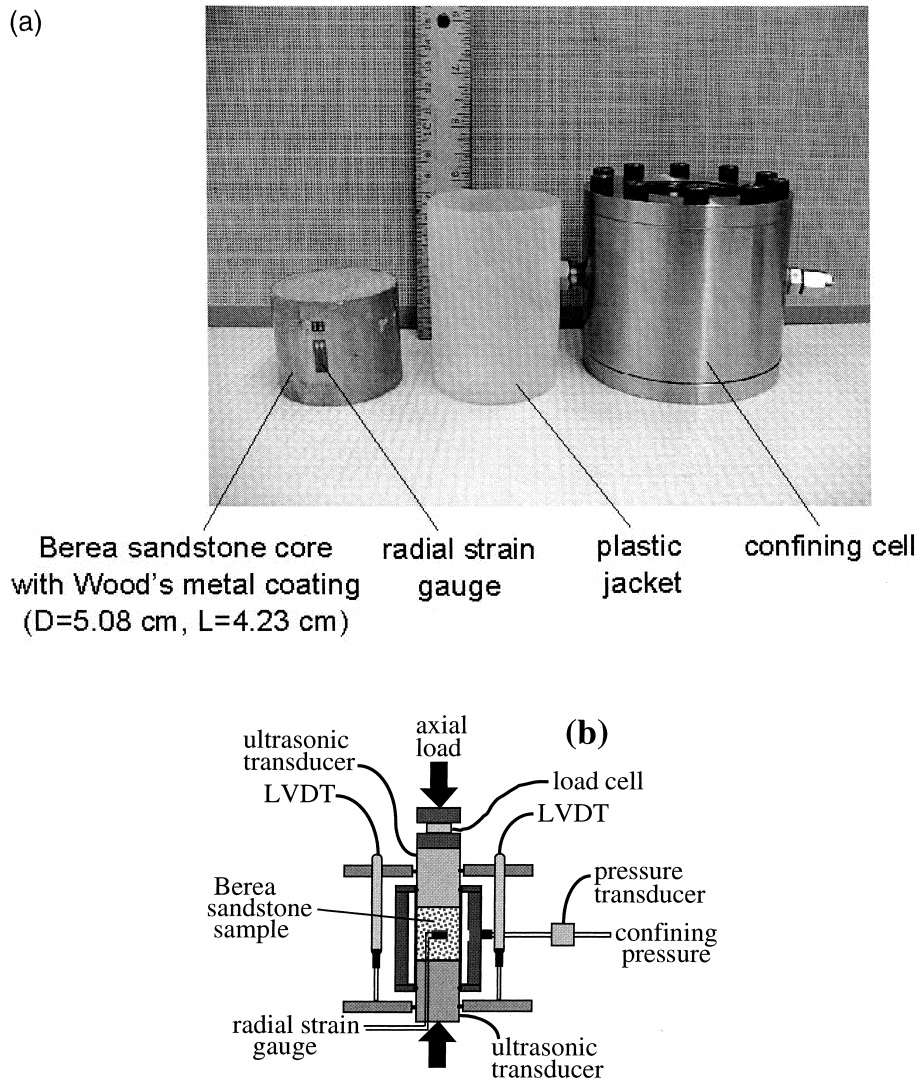 (a)
Berea sandstone core
with Wood's metal coating
(D=5.08 cm, L=4.23 cm)
radial strain
gauge
plastic
jacket
confining cell
(b)
axial
load
ultrasonic
transducer
LVDT
load cell
LVDT
Berea
sandstone
sample
pressure
transducer
confining
pressure
radial strain
gauge
ultrasonic
transducer